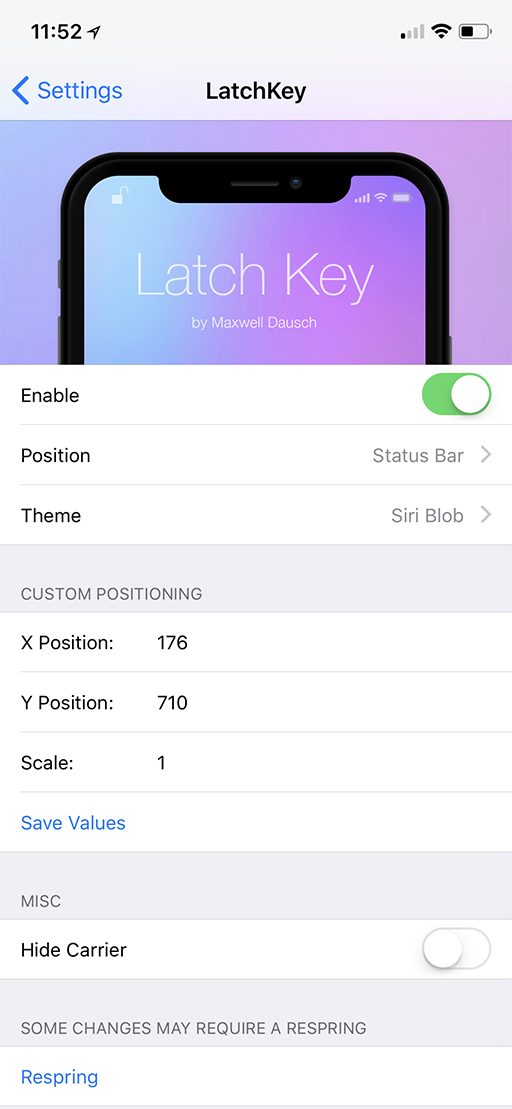 11:52
Settings
LatchKey
Latch Key
by Maxwell Dausch
Enable
Position Status Bar
Theme Siri Blob
CUSTOM POSITIONING
X Position: 176
Y Position: 710
Scale: 1
Save Values
MISC
Hide Carrier
SOME CHANGES MAY REQUIRE A RESPRING
Respring